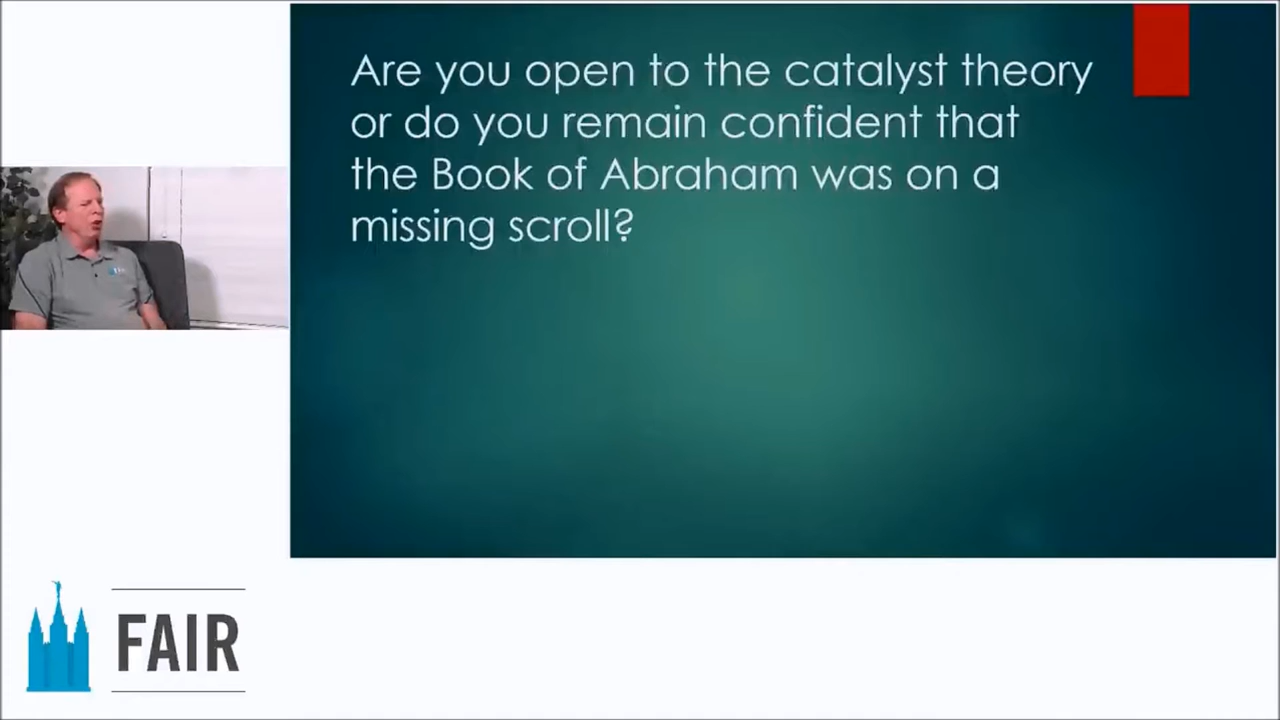 Are you open to the catalyst theory
or do you remain confident that
the Book of Abraham was on a
missing scroll?
FAIR